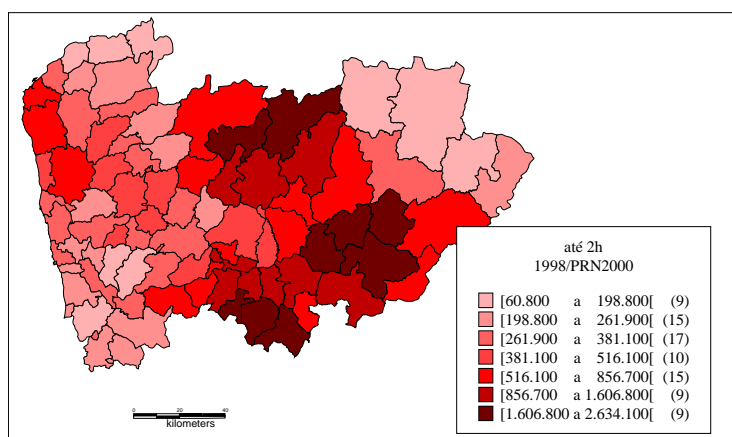 até 2h
1998/PRN2000
[60.800 a 198.800[ (9)
[198.800 a 261.900[ (15)
[261.900 a 381.100[ (17)
[381.100 a 516.100[ (10)
[516.100 a 856.700[ (15)
[856.700 a 1.606.800[ (9)
[1.606.800 a 2.634.100[ (9)
0 20 40
kilometers